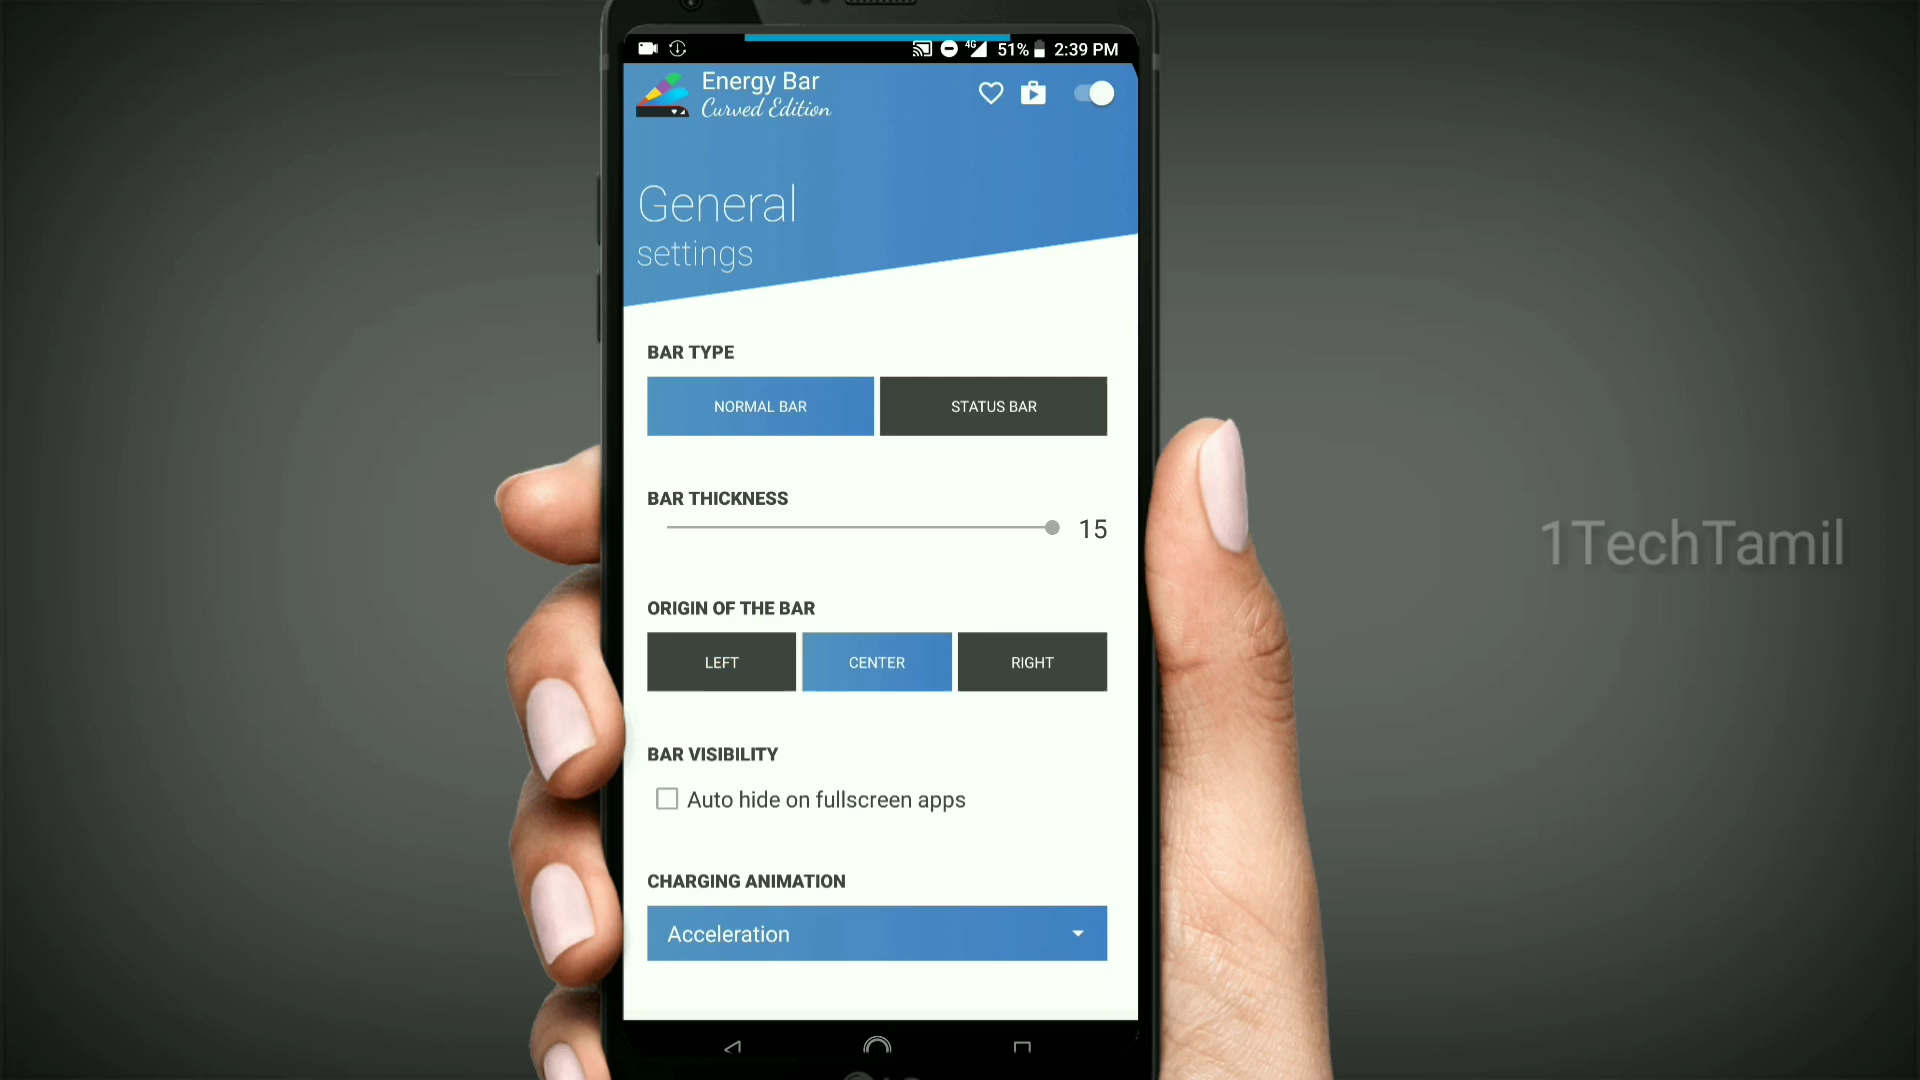 4G 51% 2:39 PM
Energy Bar
Curved Edition
General
settings
BAR TYPE
NORMAL BAR STATUS BAR
BAR THICKNESS
15
ORIGIN OF THE BAR
LEFT CENTER RIGHT
1TechTamil
BAR VISIBILITY
Auto hide on fullscreen apps
CHARGING ANIMATION
Acceleration